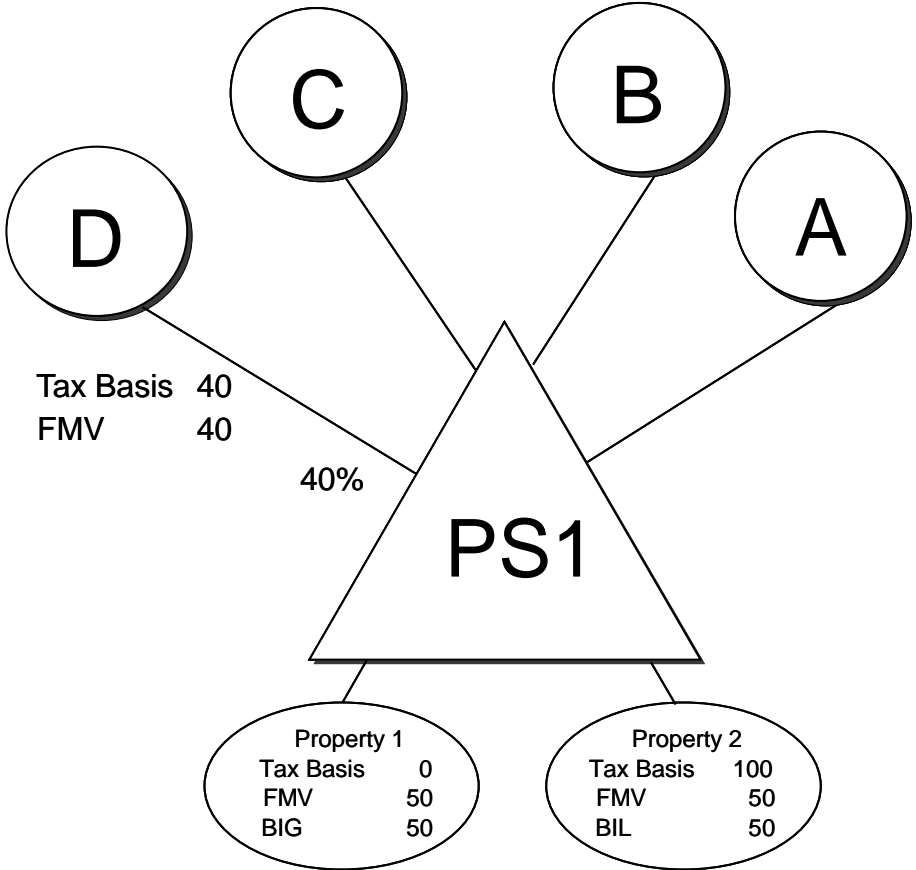 C
B
D
A
Tax Basis 40
FMV 40
40%
PS1
Property 1
Tax Basis 0
FMV 50
BIG 50
Property 2
Tax Basis 100
FMV 50
BIL 50